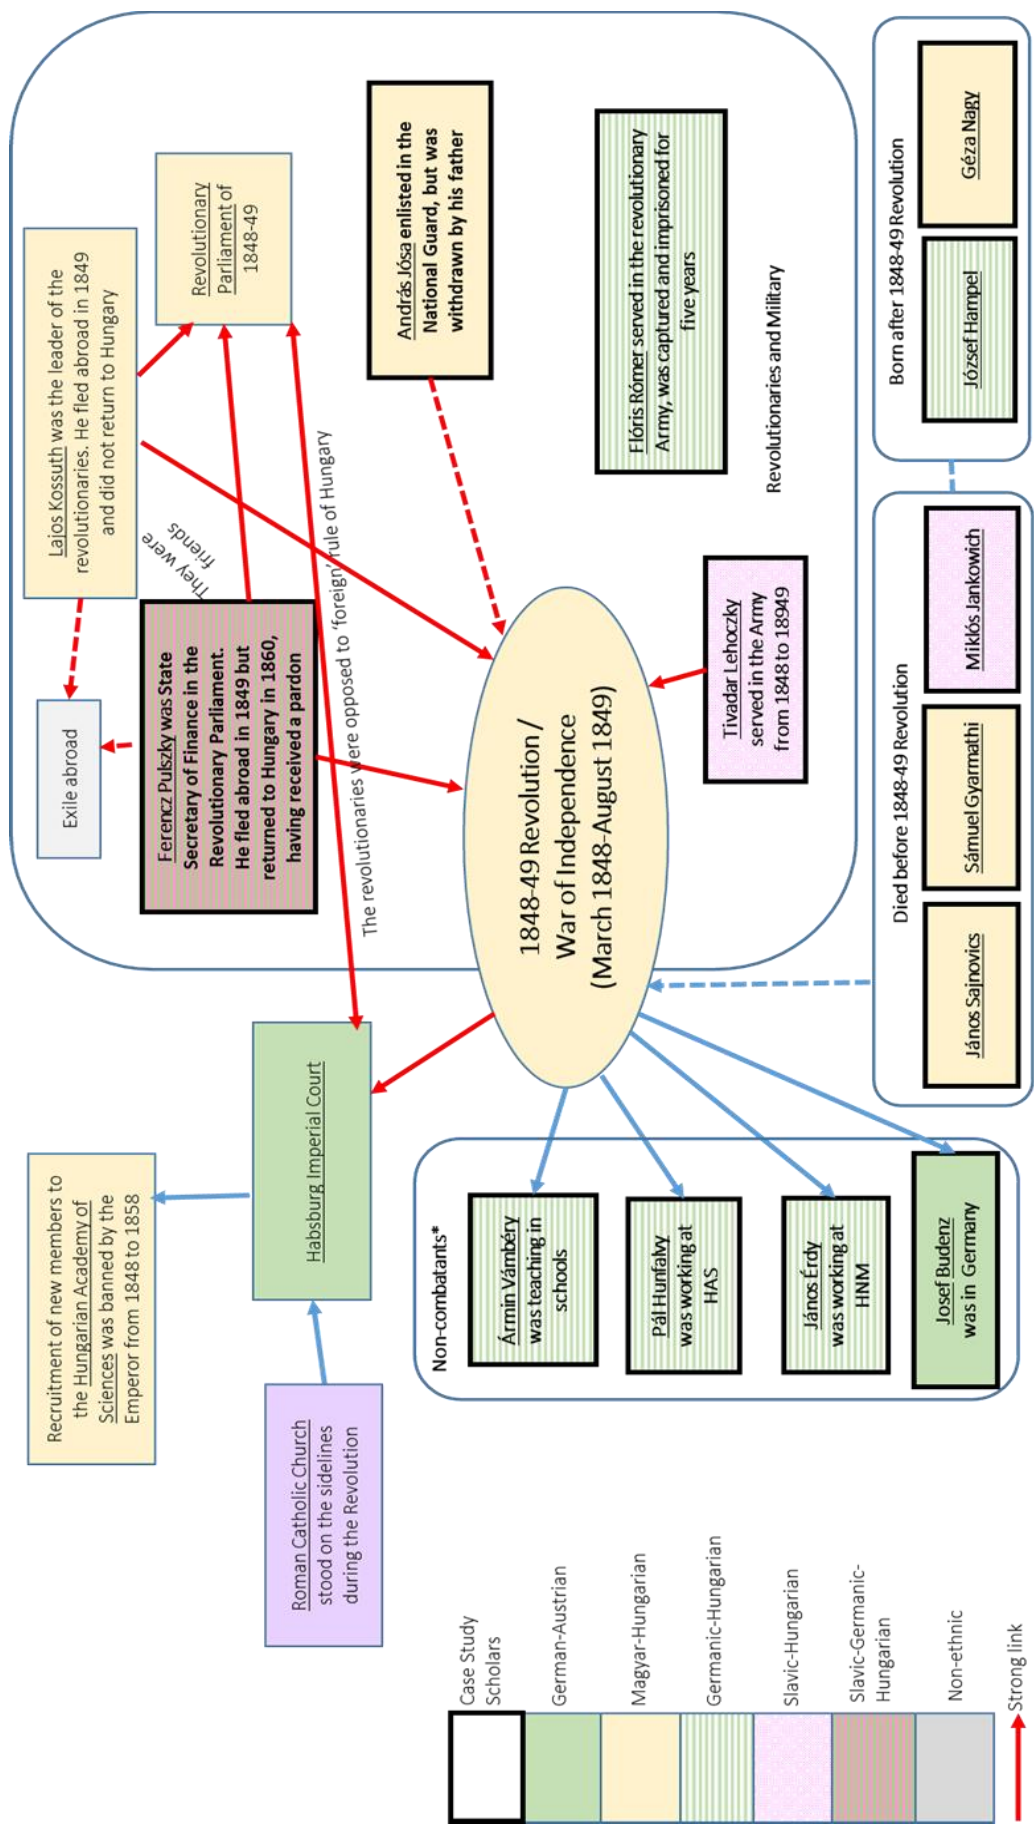 Recruitment of new members to
the Hungarian Academy of
Sciences was banned by the
Emperor from 1848 to 1858
Roman Catholic Church
stood on the sidelines
during the Revolution
Habsburg Imperial Court
Exile abroad
Lajos Kossuth was the leader of the
revolutionaries. He fled abroad in 1849
and did not return to Hungary
They were
friends
Ferencz Pulszky was State
Secretary of Finance in the
Revolutionary Parliament.
He fled abroad in 1849 but
returned to Hungary in 1860,
having received a pardon
Revolutionary
Parliament of
1848-49
The revolutionaries were opposed to 'foreign' rule of Hungary
András Jósa enlisted in the
National Guard, but was
withdrawn by his father
Flóris Rómer served in the revolutionary
Army, was captured and imprisoned for
five years
Revolutionaries and Military
1848-49 Revolution /
War of Independence
(March 1848-August 1849)
Tivadar Lehoczky
served in the Army
from 1848 to 18949
Non-combatants*
Ármin Vámbéry
was teaching in
schools
Pál Hunfalvy
was working at
HAS
János Érdy
was working at
HNM
Josef Budenz
was in Germany
Died before 1848-49 Revolution
János Sajnovics
Sámuel Gyarmathi
Miklós Jankowich
Born after 1848-49 Revolution
József Hampel
Géza Nagy
Case Study
Scholars
German-Austrian
Magyar-Hungarian
Germanic-Hungarian
Slavic-Hungarian
Slavic-Germanic-
Hungarian
Non-ethnic
Strong link